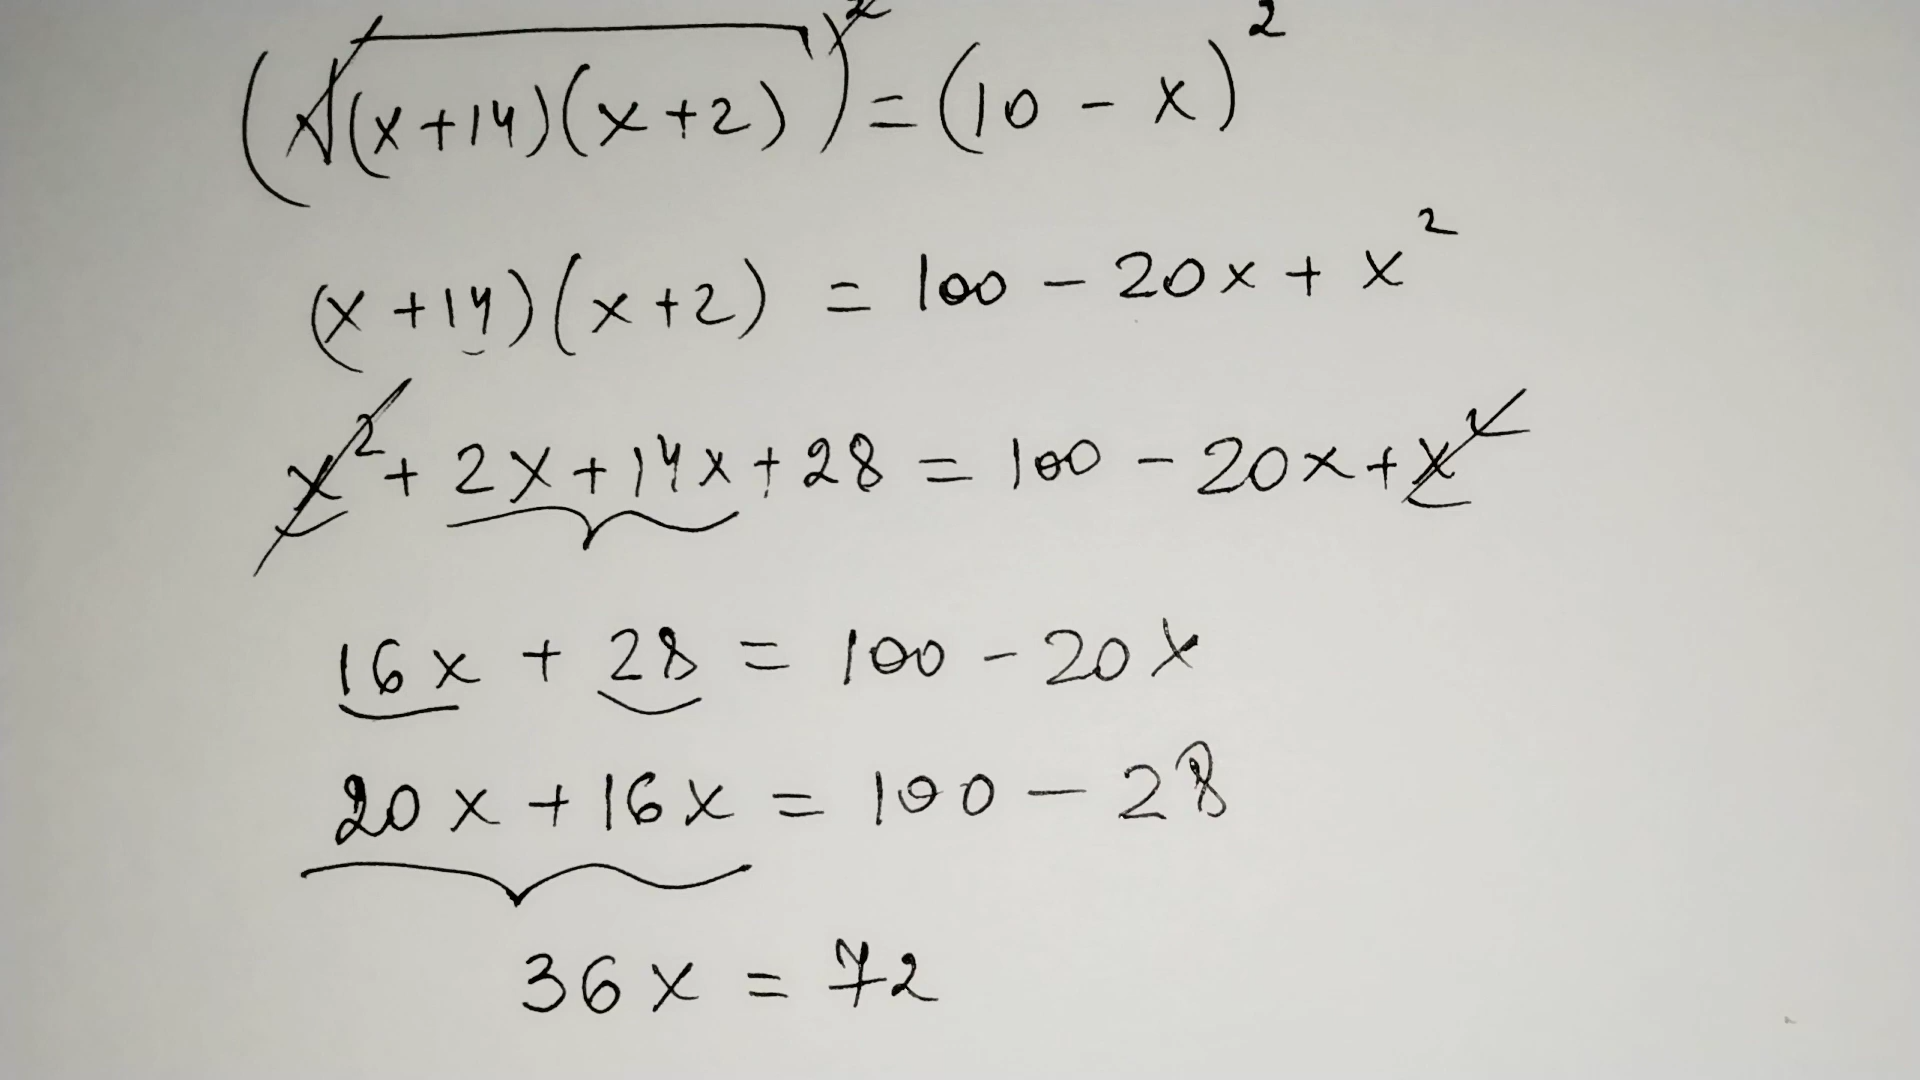 (√(x+14)(x+2))² = (10 - x)²
(x+14)(x+2) = 100 - 20x + x²
x² + 2x + 14x + 28 = 100 - 20x + x²
16x + 28 = 100 - 20x
20x + 16x = 100 - 28
36x = 72